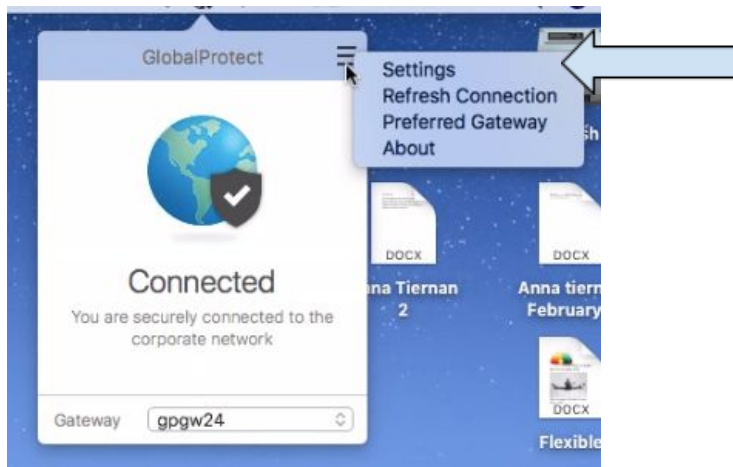 GlobalProtect
Settings
Refresh Connection
Preferred Gateway
About
Connected
You are securely connected to the
corporate network
Gateway
gpgw24
DOCX
Tiernan
2
DOCX
Anna tiern
February
DOCX
Flexible